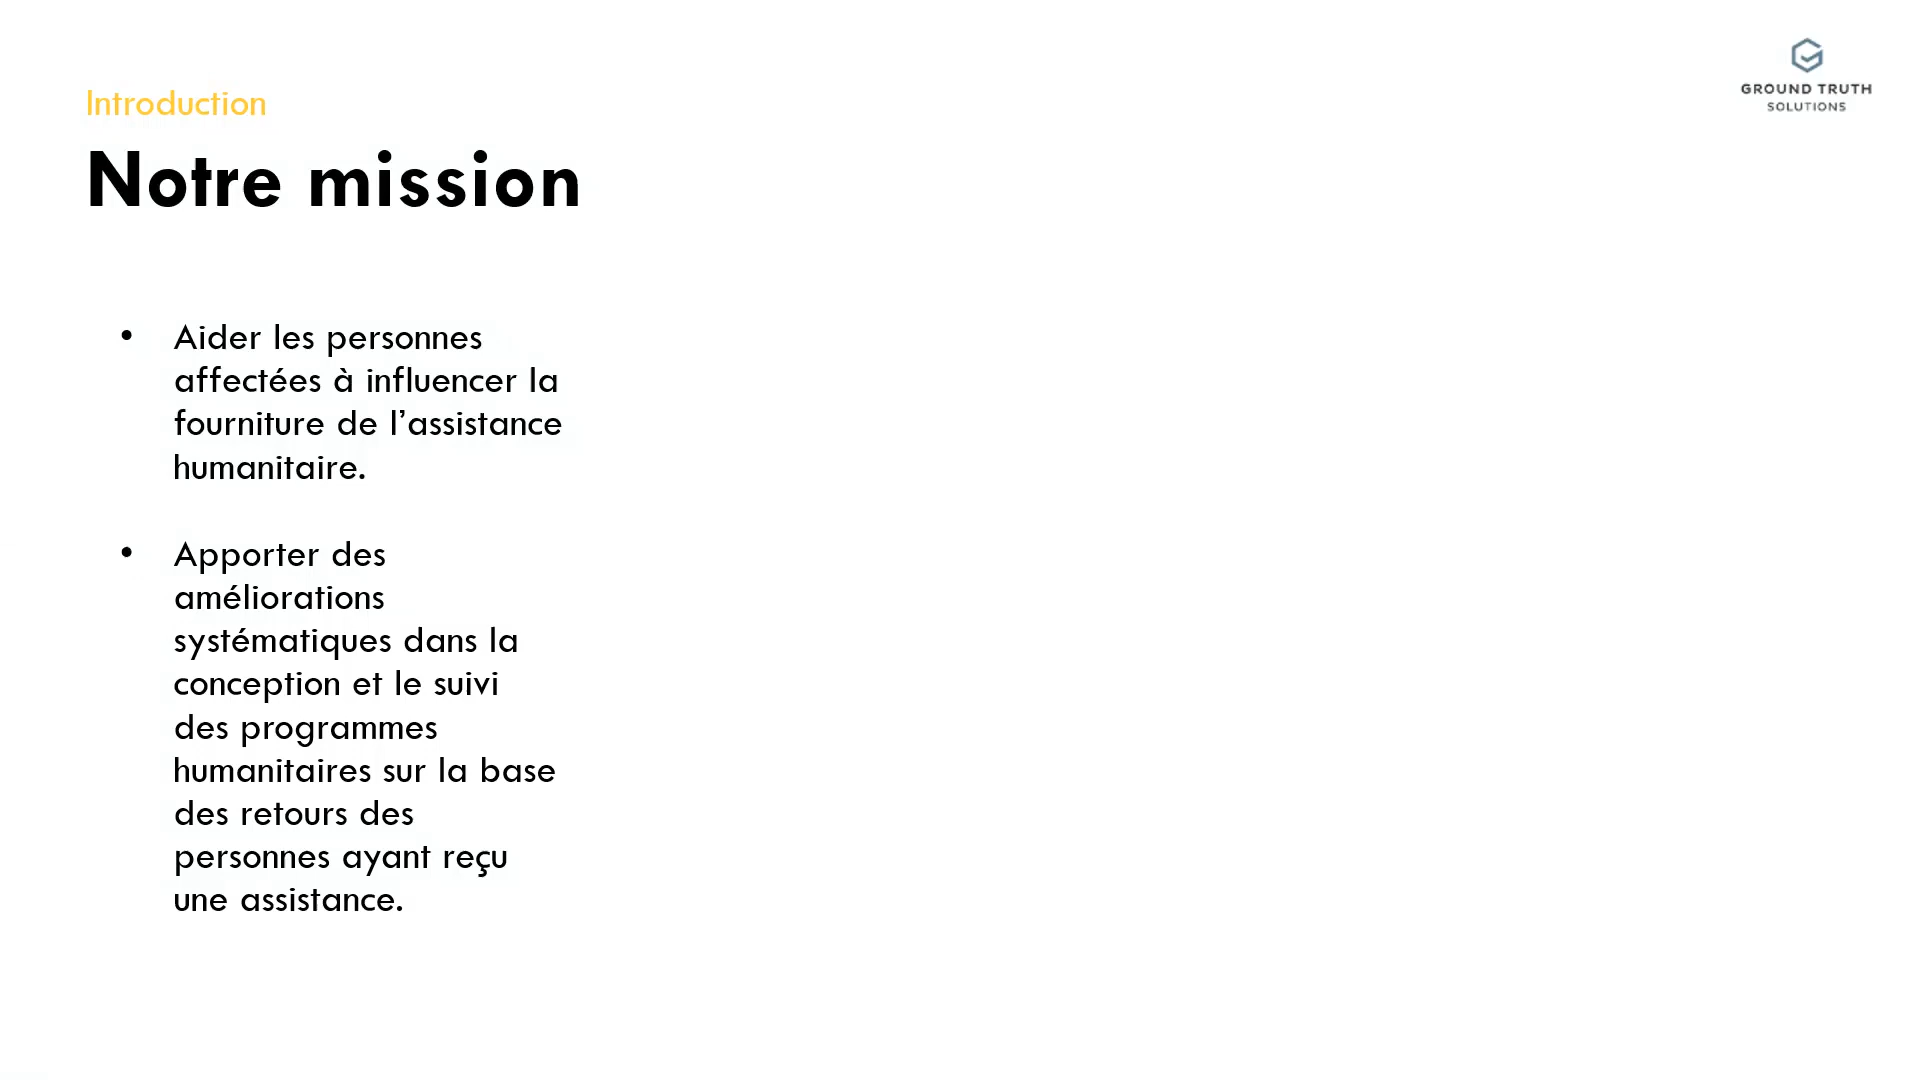 Introduction
GROUND TRUTH
SOLUTIONS
Notre mission
• Aider les personnes
affectées à influencer la
fourniture de l’assistance
humanitaire.
• Apporter des
améliorations
systématiques dans la
conception et le suivi
des programmes
humanitaires sur la base
des retours des
personnes ayant reçu
une assistance.